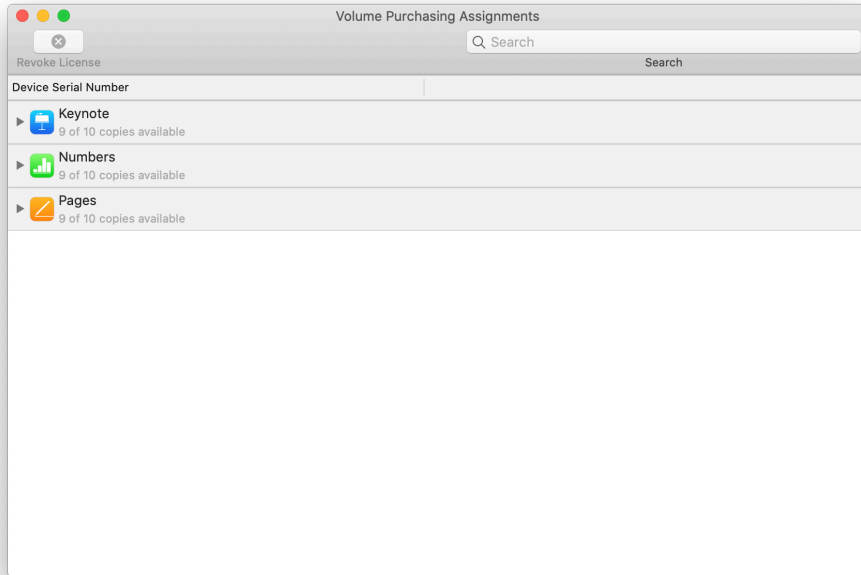 Volume Purchasing Assignments
Search
Revoke License
Search
Device Serial Number
Keynote
9 of 10 copies available
Numbers
9 of 10 copies available
Pages
9 of 10 copies available